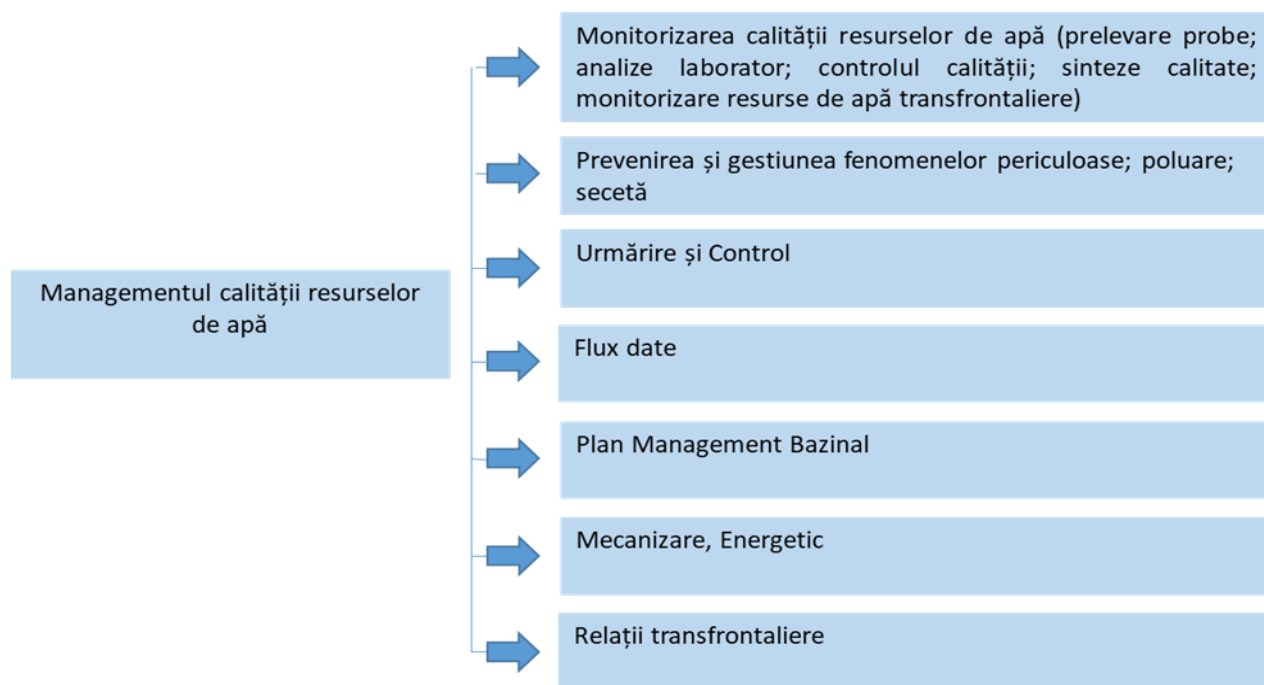 Monitorizarea calității resurselor de apă (prelevare probe;
analize laborator; controlul calității; sinteze calitate;
monitorizare resurse de apă transfrontaliere)
Prevenirea și gestiunea fenomenelor periculoase; poluare;
secetă
Urmărire și Control
Managementul calității resurselor
de apă
Flux date
Plan Management Bazinal
Mecanizare, Energetic
Relații transfrontaliere